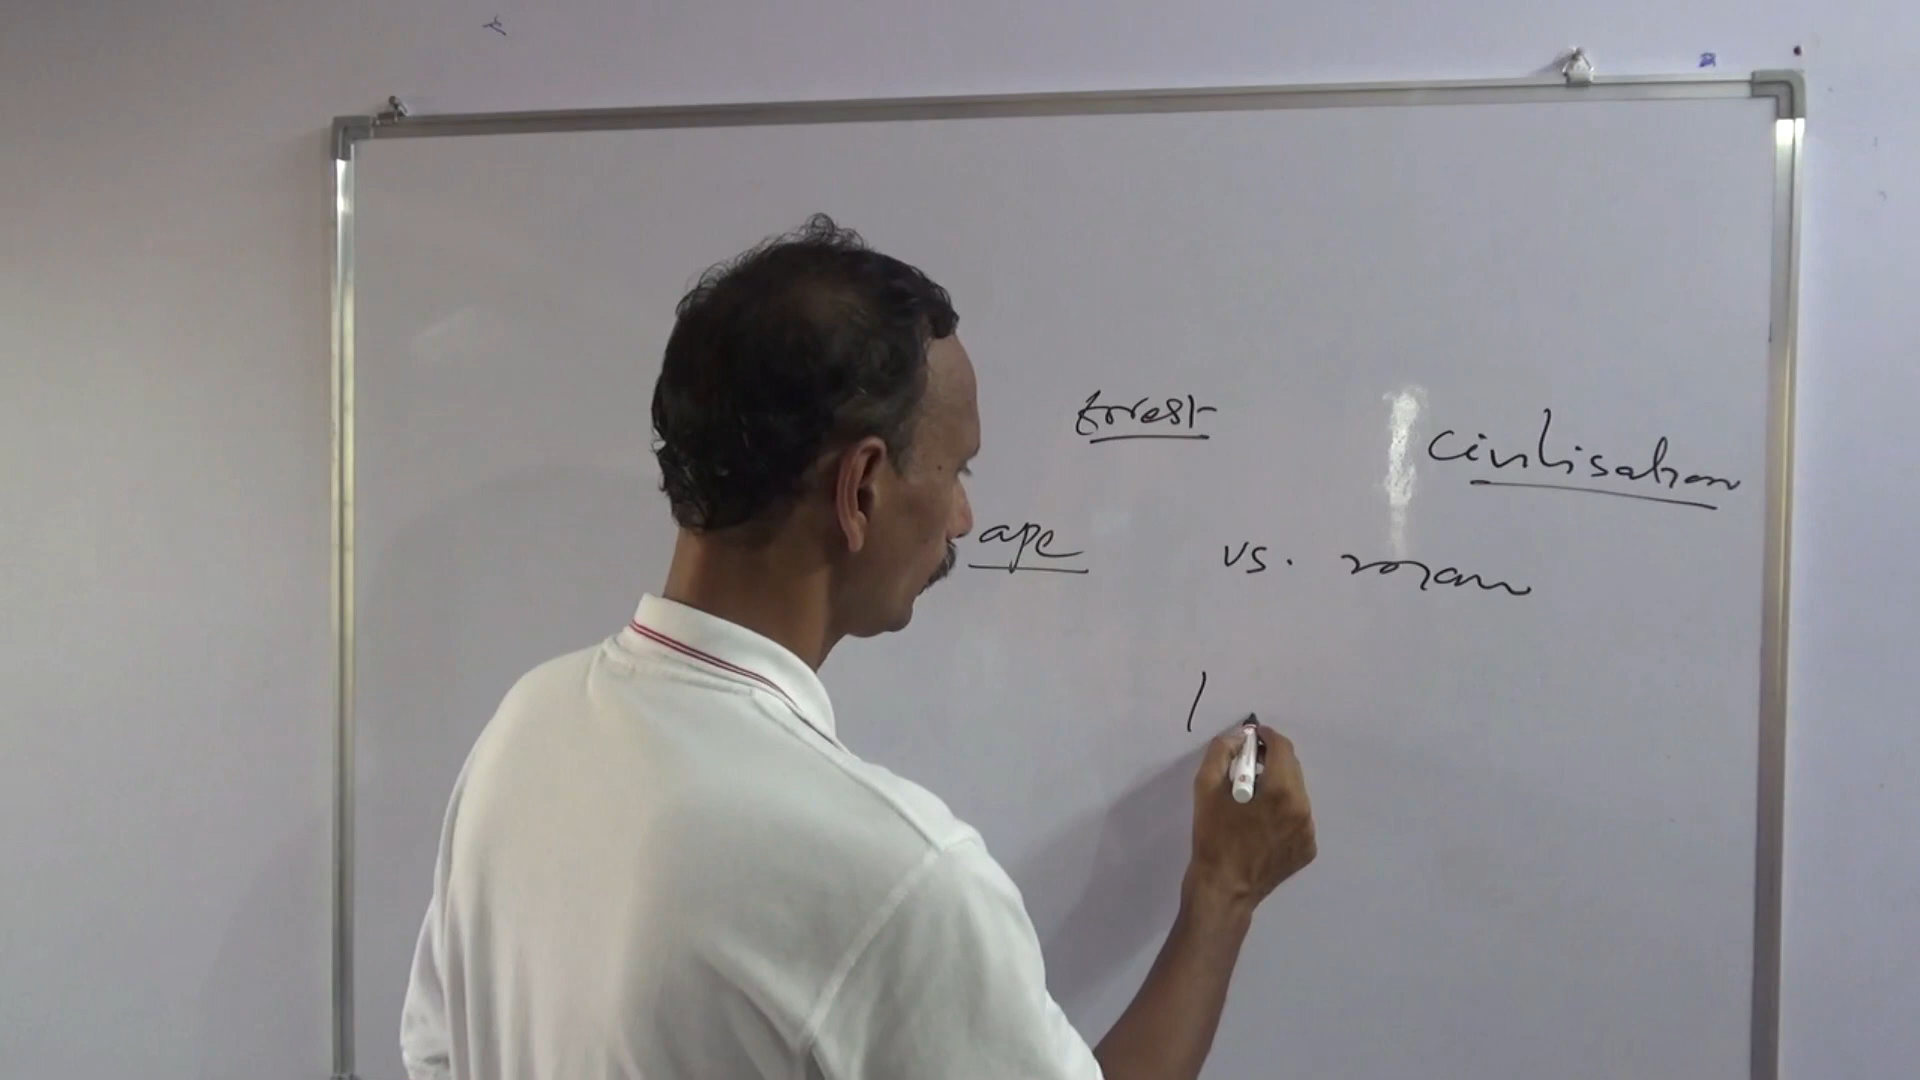 forest
civilisation
ape vs. man